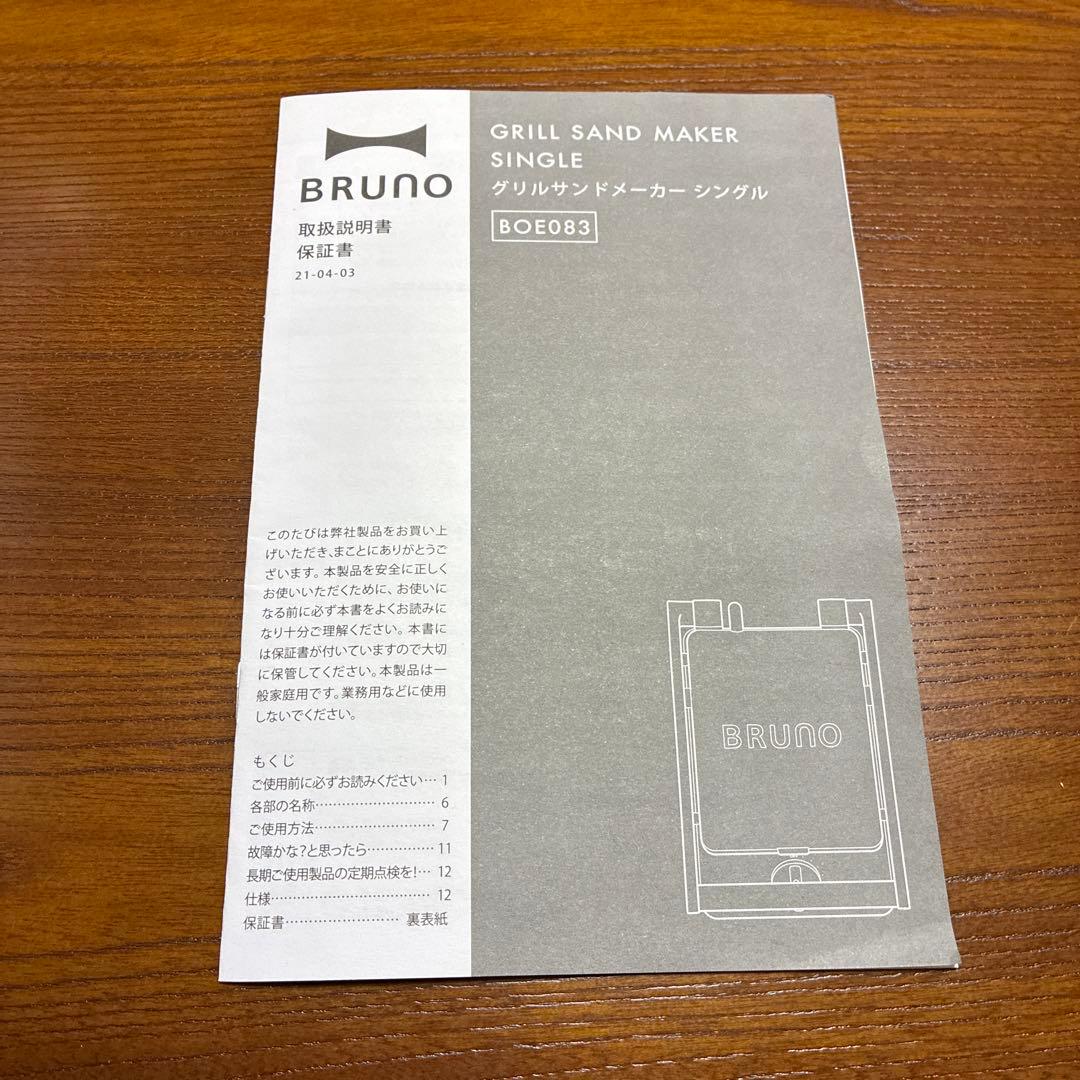 BRUNO
取扱説明書
保証書
21-04-03
このたびは弊社製品をお買い上
げいただき、まことにありがとうご
ざいます。本製品を安全に正しく
お使いいただくために、お使いに
なる前に必ず本書をよくお読みに
なり十分ご理解ください。本書に
は保証書が付いていますので大切
に保管してください。本製品は一
般家庭用です。業務用などに使用
しないでください。
もくじ
ご使用前に必ずお読みください… 1
各部の名称…………………… 6
ご使用方法…………………… 7
故障かな?と思ったら…………… 11
長期ご使用製品の定期点検を!… 12
仕様…………………………… 12
保証書…………………… 裏表紙
GRILL SAND MAKER
SINGLE
グリルサンドメーカー シングル
BOE083
BRUNO